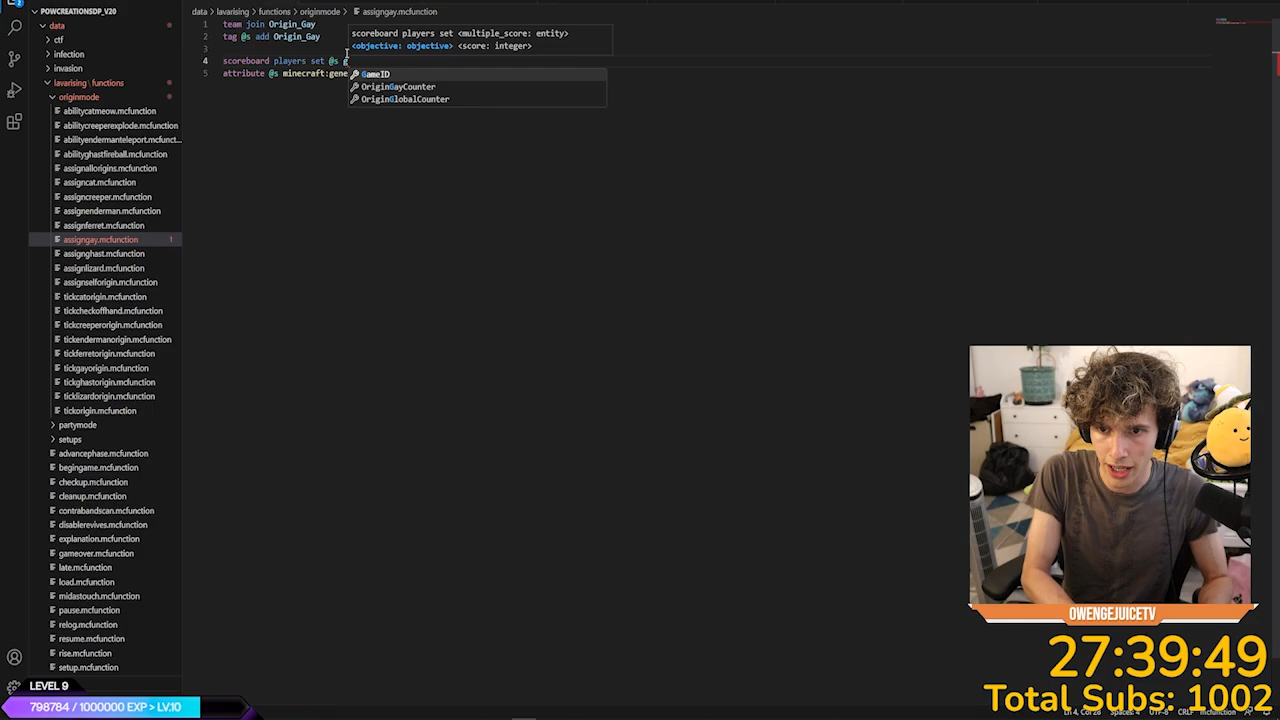 POWCREATIONSDP_V20
data
ctf
infection
invasion
lavarising \ functions
originmode
abilitycatmeow.mcfunction
abilitycreeperexplode.mcfunction
abilityendermanteleport.mcfunct...
abilityghastfireball.mcfunction
assignallorigins.mcfunction
assigncat.mcfunction
assigncreeper.mcfunction
assignenderman.mcfunction
assignferret.mcfunction
assigngay.mcfunction 1
assignghast.mcfunction
assignlizard.mcfunction
assignselforigin.mcfunction
tickcatorigin.mcfunction
tickcheckoffhand.mcfunction
tickcreeperorigin.mcfunction
tickendermanorigin.mcfunction
tickferretorigin.mcfunction
tickgayorigin.mcfunction
tickghastorigin.mcfunction
ticklizardorigin.mcfunction
tickorigin.mcfunction
partymode
setups
advancephase.mcfunction
begingame.mcfunction
checkup.mcfunction
cleanup.mcfunction
contrabandscan.mcfunction
disablerevives.mcfunction
explanation.mcfunction
gameover.mcfunction
late.mcfunction
load.mcfunction
midastouch.mcfunction
pause.mcfunction
relog.mcfunction
resume.mcfunction
rise.mcfunction
setup.mcfunction
data > lavarising > functions > originmode > assigngay.mcfunction
1 team join Origin_Gay
2 tag @s add Origin_Gay
3
4 scoreboard players set @s g
5 attribute @s minecraft:gene
scoreboard players set <multiple_score: entity>
<objective: objective> <score: integer>
GameID
OriginGayCounter
OriginGlobalCounter
OWENGEJUICETV
27:39:49
Total Subs: 1002
LEVEL 9
798784 / 1000000 EXP > LV.10